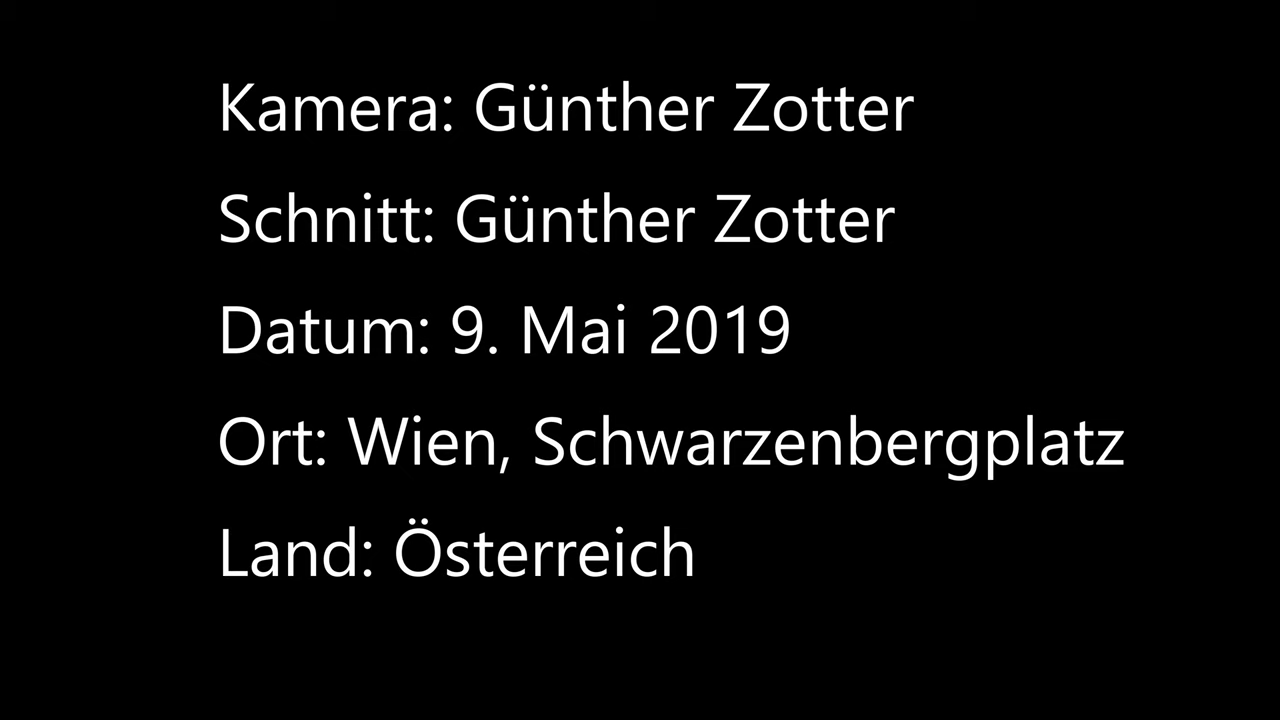 Kamera: Günther Zotter
Schnitt: Günther Zotter
Datum: 9. Mai 2019
Ort: Wien, Schwarzenbergplatz
Land: Österreich